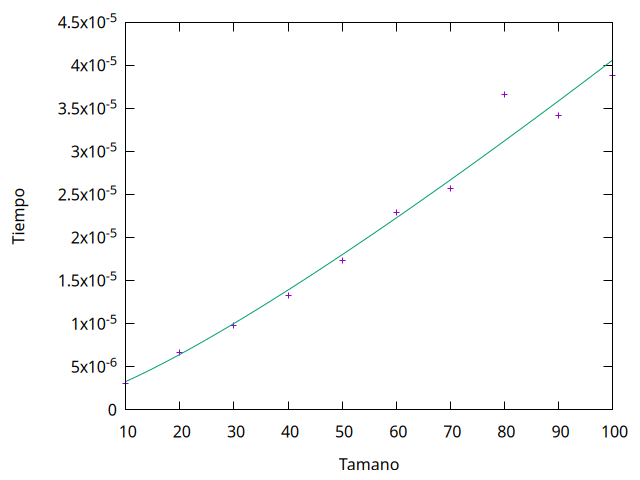 4.5x10⁻⁵
4x10⁻⁵
3.5x10⁻⁵
3x10⁻⁵
2.5x10⁻⁵
2x10⁻⁵
1.5x10⁻⁵
1x10⁻⁵
5x10⁻⁶
0
10 20 30 40 50 60 70 80 90 100
Tiempo
Tamano